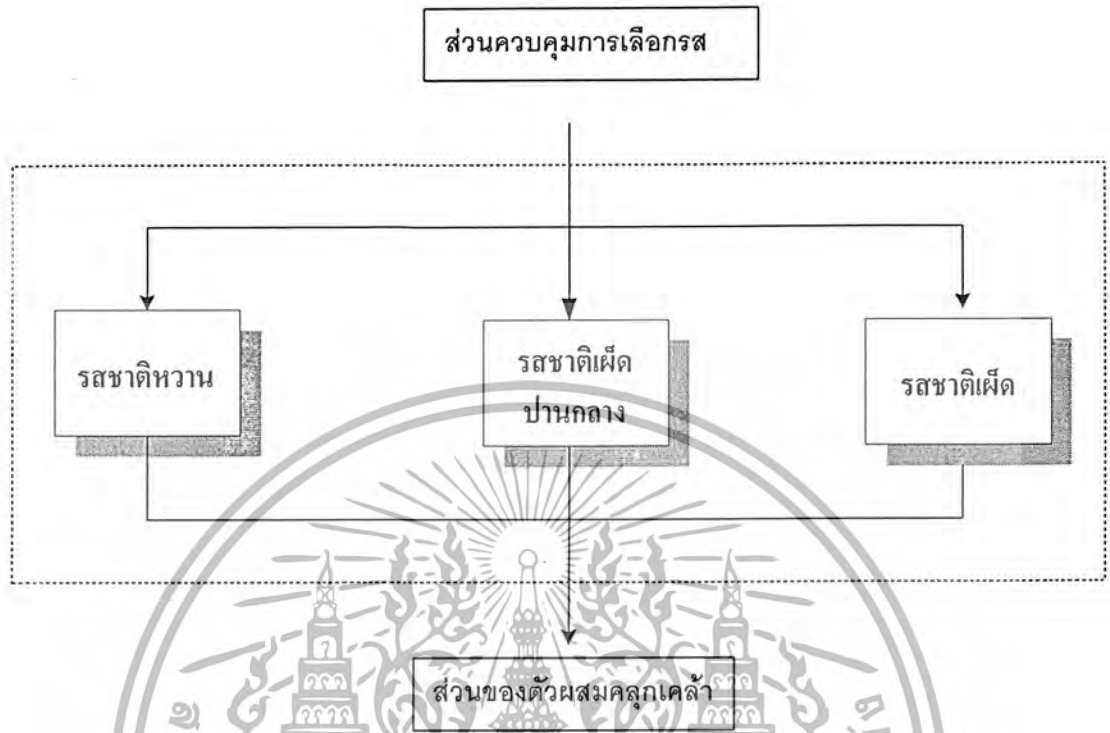 ส่วนควบคุมการเลือกรส
รสชาติหวาน
รสชาติเผ็ด
ปานกลาง
รสชาติเผ็ด
ส่วนของตัวผสมคลุกเคล้า